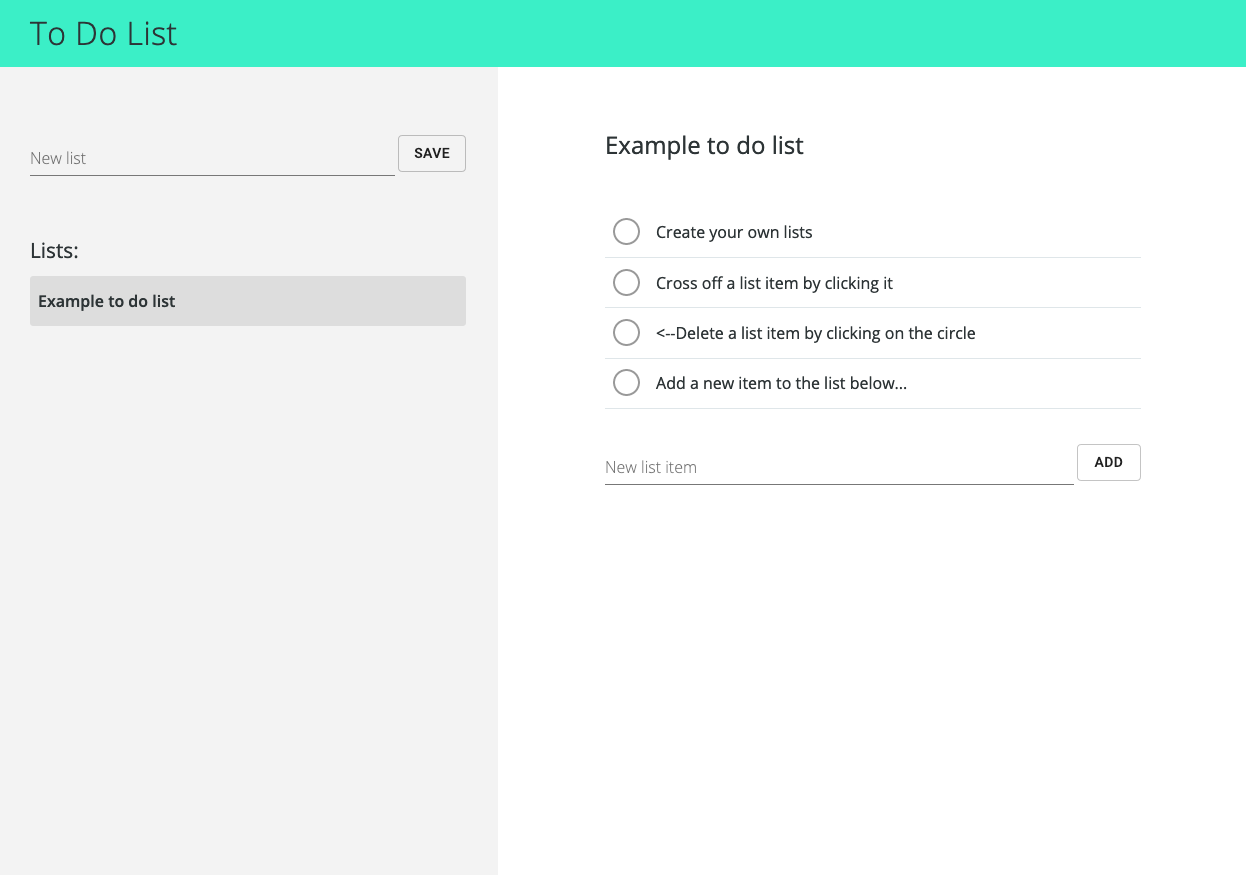 To Do List
New list
SAVE
Lists:
Example to do list
Example to do list
Create your own lists
Cross off a list item by clicking it
<--Delete a list item by clicking on the circle
Add a new item to the list below...
New list item
ADD